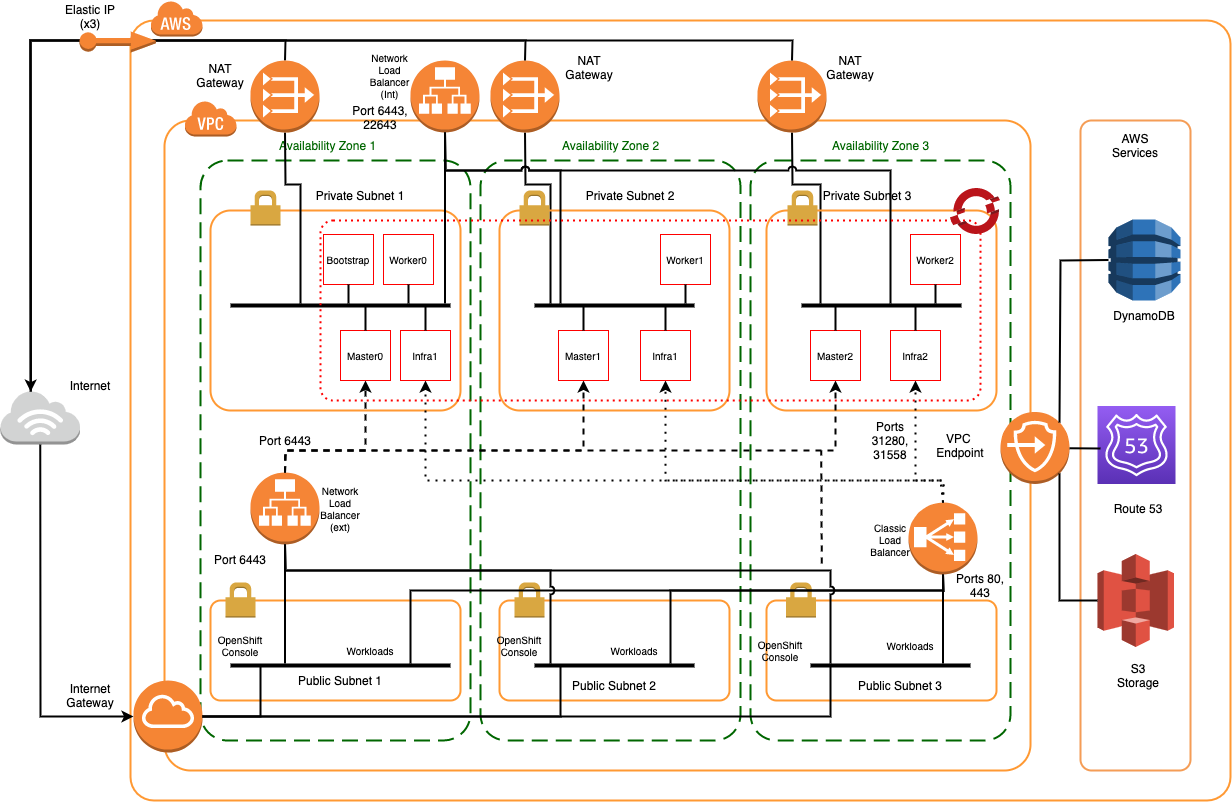 Elastic IP
(x3)
AWS
NAT
Gateway
Network
Load
Balancer
(Int)
Port 6443,
22643
NAT
Gateway
NAT
Gateway
VPC
Availability Zone 1
Availability Zone 2
Availability Zone 3
AWS
Services
Private Subnet 1
Private Subnet 2
Private Subnet 3
Bootstrap
Worker0
Worker1
Worker2
DynamoDB
Master0
Infra1
Master1
Infra1
Master2
Infra2
Internet
Port 6443
Ports
31280,
31558
VPC
Endpoint
53
Route 53
Network
Load
Balancer
(ext)
Classic
Load
Balancer
Port 6443
Ports 80,
443
OpenShift
Console
Workloads
OpenShift
Console
Workloads
OpenShift
Console
Workloads
Public Subnet 1
Public Subnet 2
Public Subnet 3
S3
Storage
Internet
Gateway